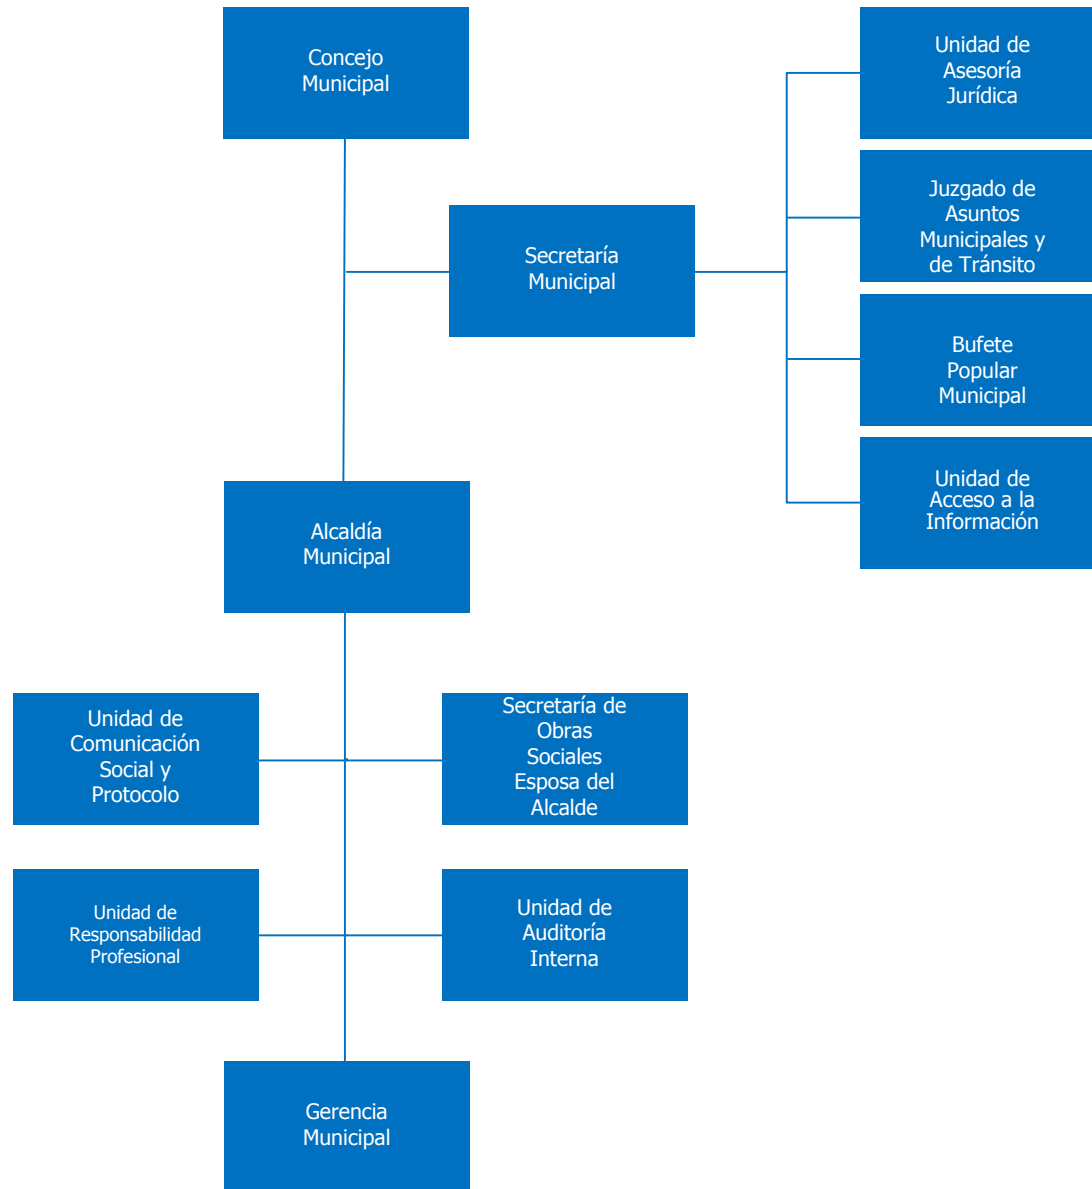 Concejo
Municipal
Unidad de
Asesoría
Jurídica
Juzgado de
Asuntos
Municipales y
de Tránsito
Secretaría
Municipal
Bufete
Popular
Municipal
Unidad de
Acceso a la
Información
Alcaldía
Municipal
Unidad de
Comunicación
Social y
Protocolo
Secretaría de
Obras
Sociales
Esposa del
Alcalde
Unidad de
Responsabilidad
Profesional
Unidad de
Auditoría
Interna
Gerencia
Municipal